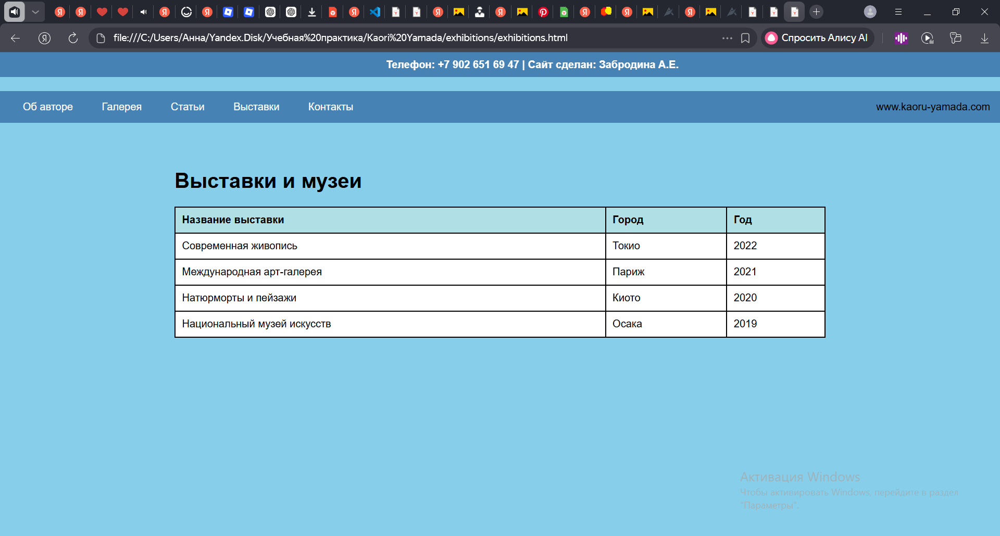 file:///C:/Users/Анна/Yandex.Disk/Учебная%20практика/Kaori%20Yamada/exhibitions/exhibitions.html
Спросить Алису AI
Телефон: +7 902 651 69 47 | Сайт сделан: Забродина А.Е.
Об авторе Галерея Статьи Выставки Контакты www.kaoru-yamada.com
Выставки и музеи
Название выставки Город Год
Современная живопись Токио 2022
Международная арт-галерея Париж 2021
Натюрморты и пейзажи Киото 2020
Национальный музей искусств Осака 2019
Активация Windows
Чтобы активировать Windows, перейдите в раздел
"Параметры".